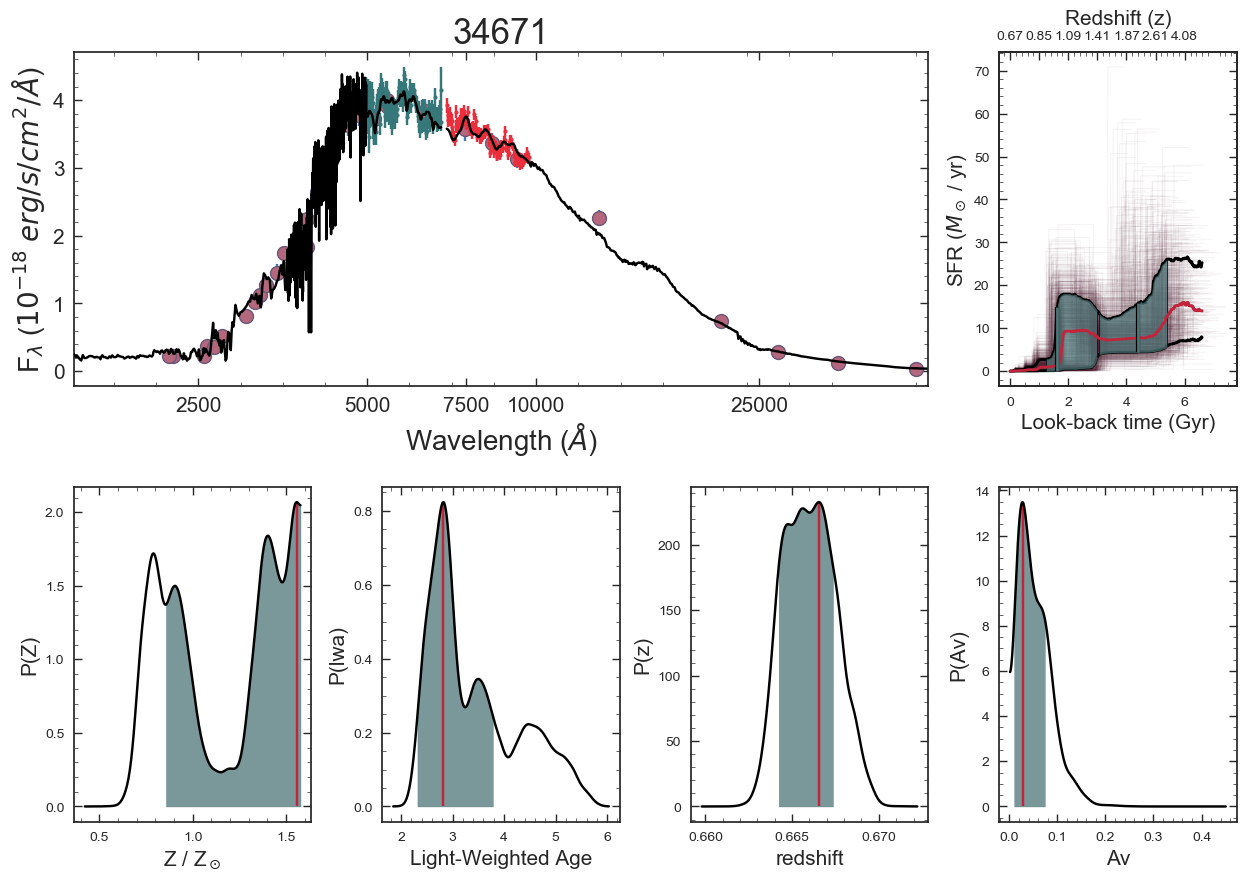 34671
F_λ (10^−18 erg/s/cm^2/Å)
4
3
2
1
0
2500 5000 7500 10000 25000
Wavelength (Å)
Redshift (z)
0.67 0.85 1.09 1.41 1.87 2.61 4.08
SFR (M_⊙ / yr)
70
60
50
40
30
20
10
0
0 2 4 6
Look-back time (Gyr)
P(Z)
2.0
1.5
1.0
0.5
0.0
0.5 1.0 1.5
Z / Z_⊙
P(lwa)
0.8
0.6
0.4
0.2
0.0
2 3 4 5 6
Light-Weighted Age
P(z)
200
150
100
50
0
0.660 0.665 0.670
redshift
P(Av)
14
12
10
8
6
4
2
0
0.0 0.1 0.2 0.3 0.4
Av